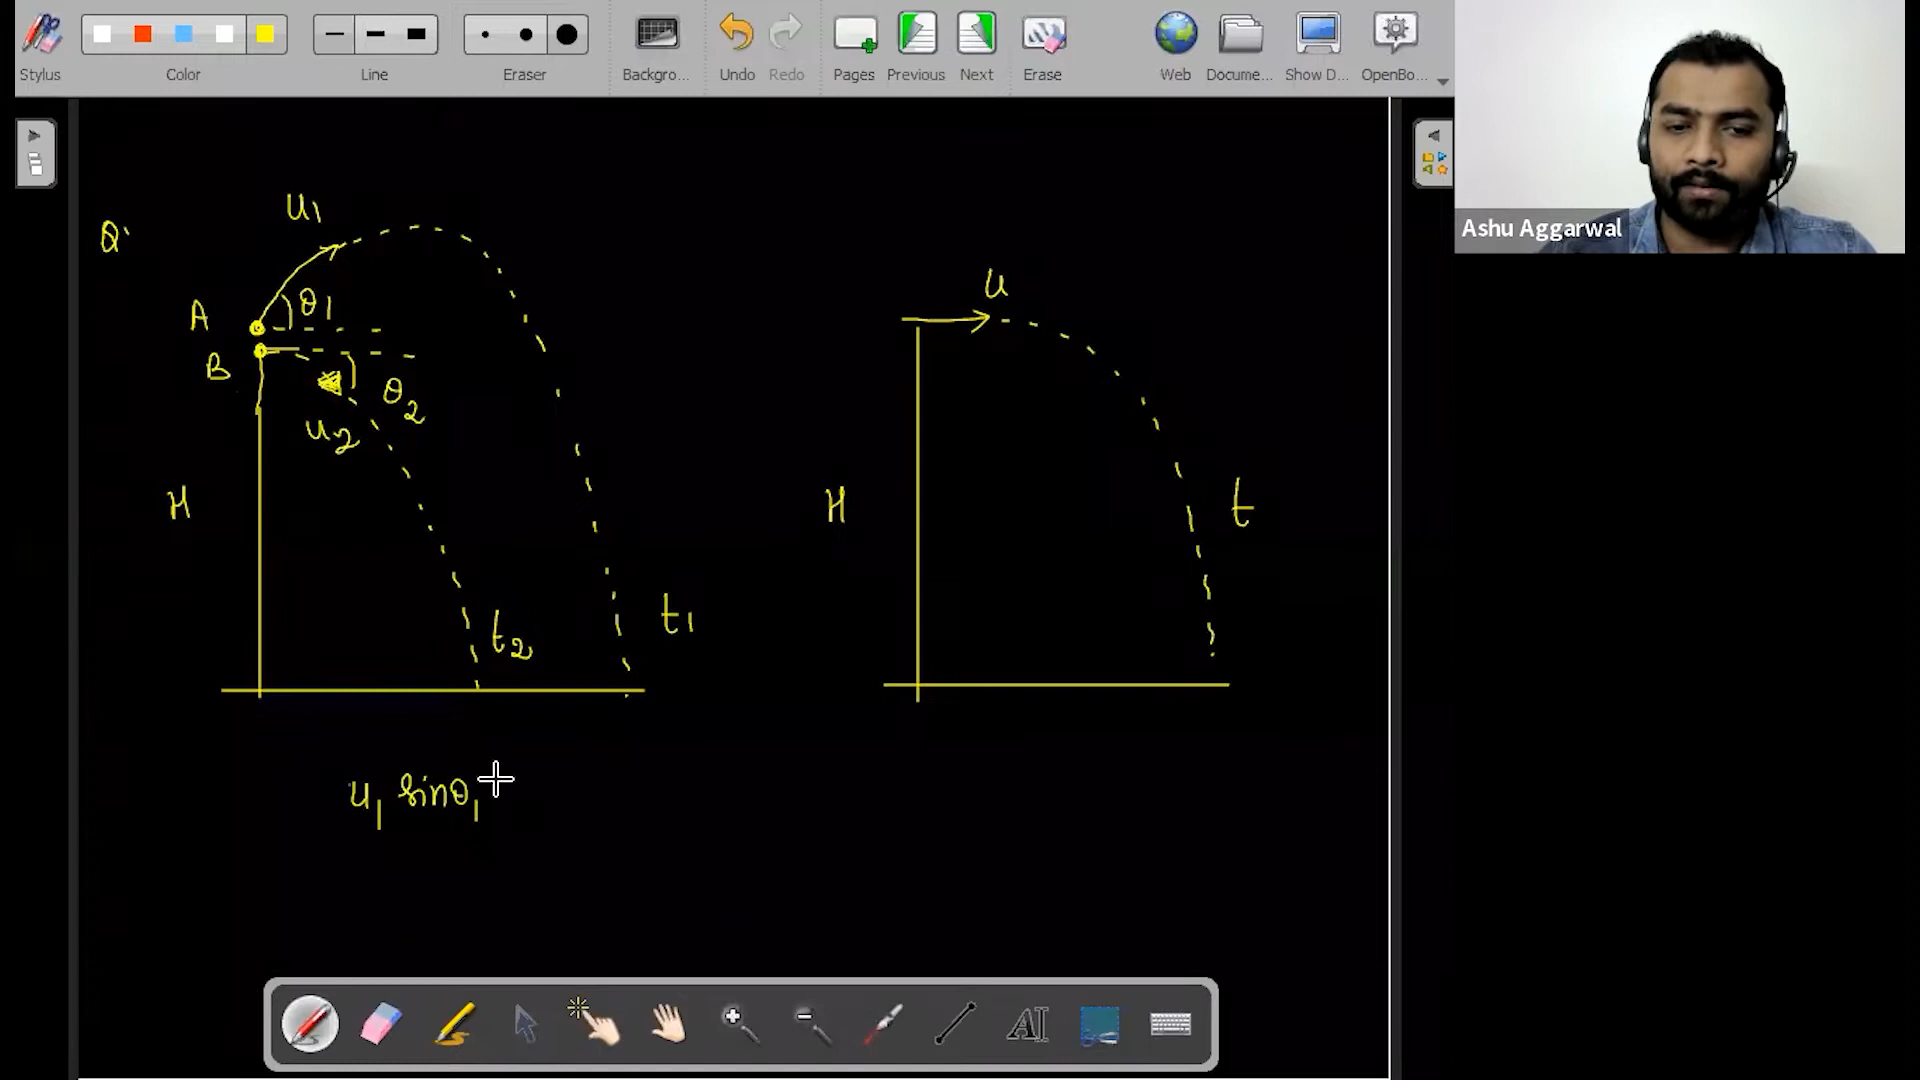 Stylus
Color
Line
Eraser
Backgro...
Undo
Redo
Pages
Previous
Next
Erase
Web
Docume...
Show D...
OpenBo...
Ashu Aggarwal
Q.
u1
A
θ1
B
θ2
u2
H
t2
t1
u
H
t
u1 sinθ1
AI